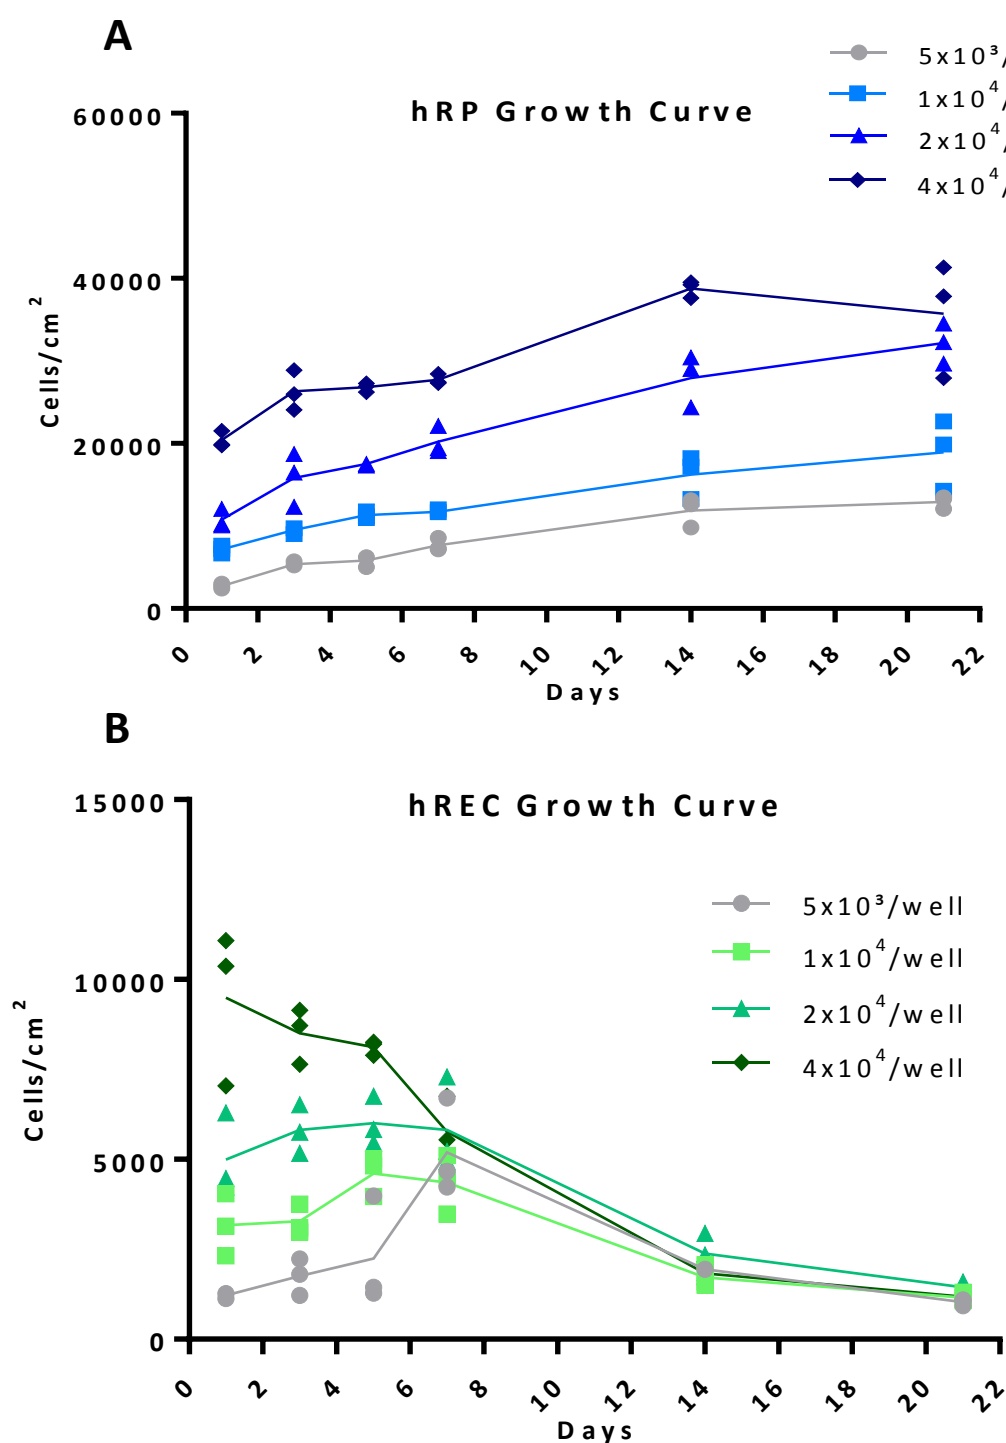 A
5x10³/
hRP Growth Curve
1x10⁴/
2x10⁴/
4x10⁴/
60000
40000
20000
0
Cells/cm²
0 2 4 6 8 10 12 14 16 18 20 22
Days
B
hREC Growth Curve
15000
10000
5000
0
5x10³/well
1x10⁴/well
2x10⁴/well
4x10⁴/well
Cells/cm²
0 2 4 6 8 10 12 14 16 18 20 22
Days